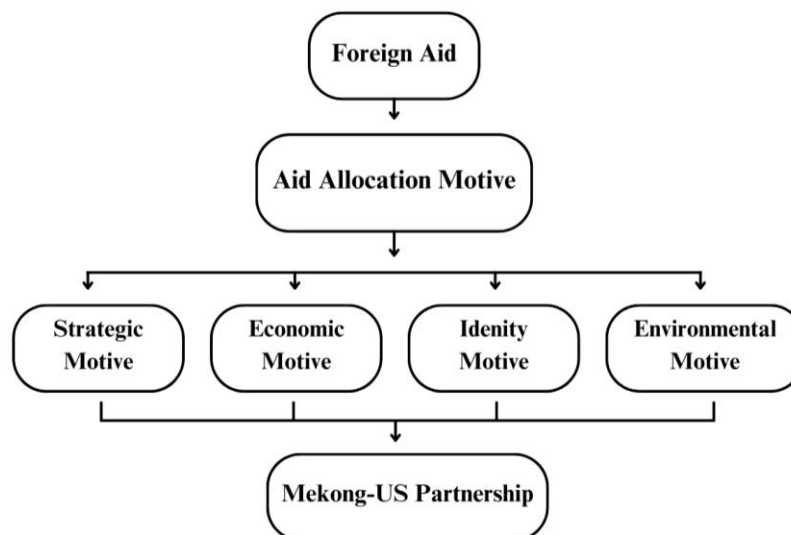 Foreign Aid
Aid Allocation Motive
Strategic
Motive
Economic
Motive
Idenity
Motive
Environmental
Motive
Mekong-US Partnership